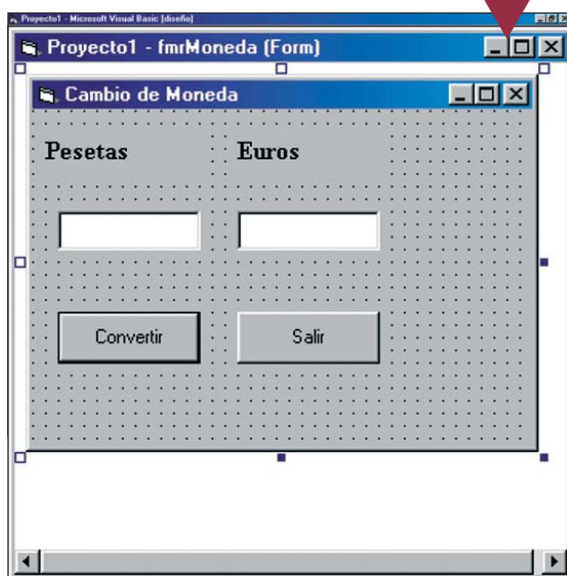 Proyecto1 - Microsoft Visual Basic [diseño]
Proyecto1 - fmrMoneda (Form)
Cambio de Moneda
Pesetas Euros
Convertir Salir